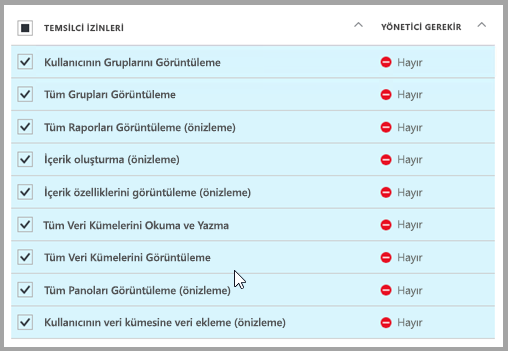 TEMSİLCİ İZİNLERİ YÖNETİCİ GEREKİR
Kullanıcının Gruplarını Görüntüleme Hayır
Tüm Grupları Görüntüleme Hayır
Tüm Raporları Görüntüleme (önizleme) Hayır
İçerik oluşturma (önizleme) Hayır
İçerik özelliklerini görüntüleme (önizleme) Hayır
Tüm Veri Kümelerini Okuma ve Yazma Hayır
Tüm Veri Kümelerini Görüntüleme Hayır
Tüm Panoları Görüntüleme (önizleme) Hayır
Kullanıcının veri kümesine veri ekleme (önizleme) Hayır